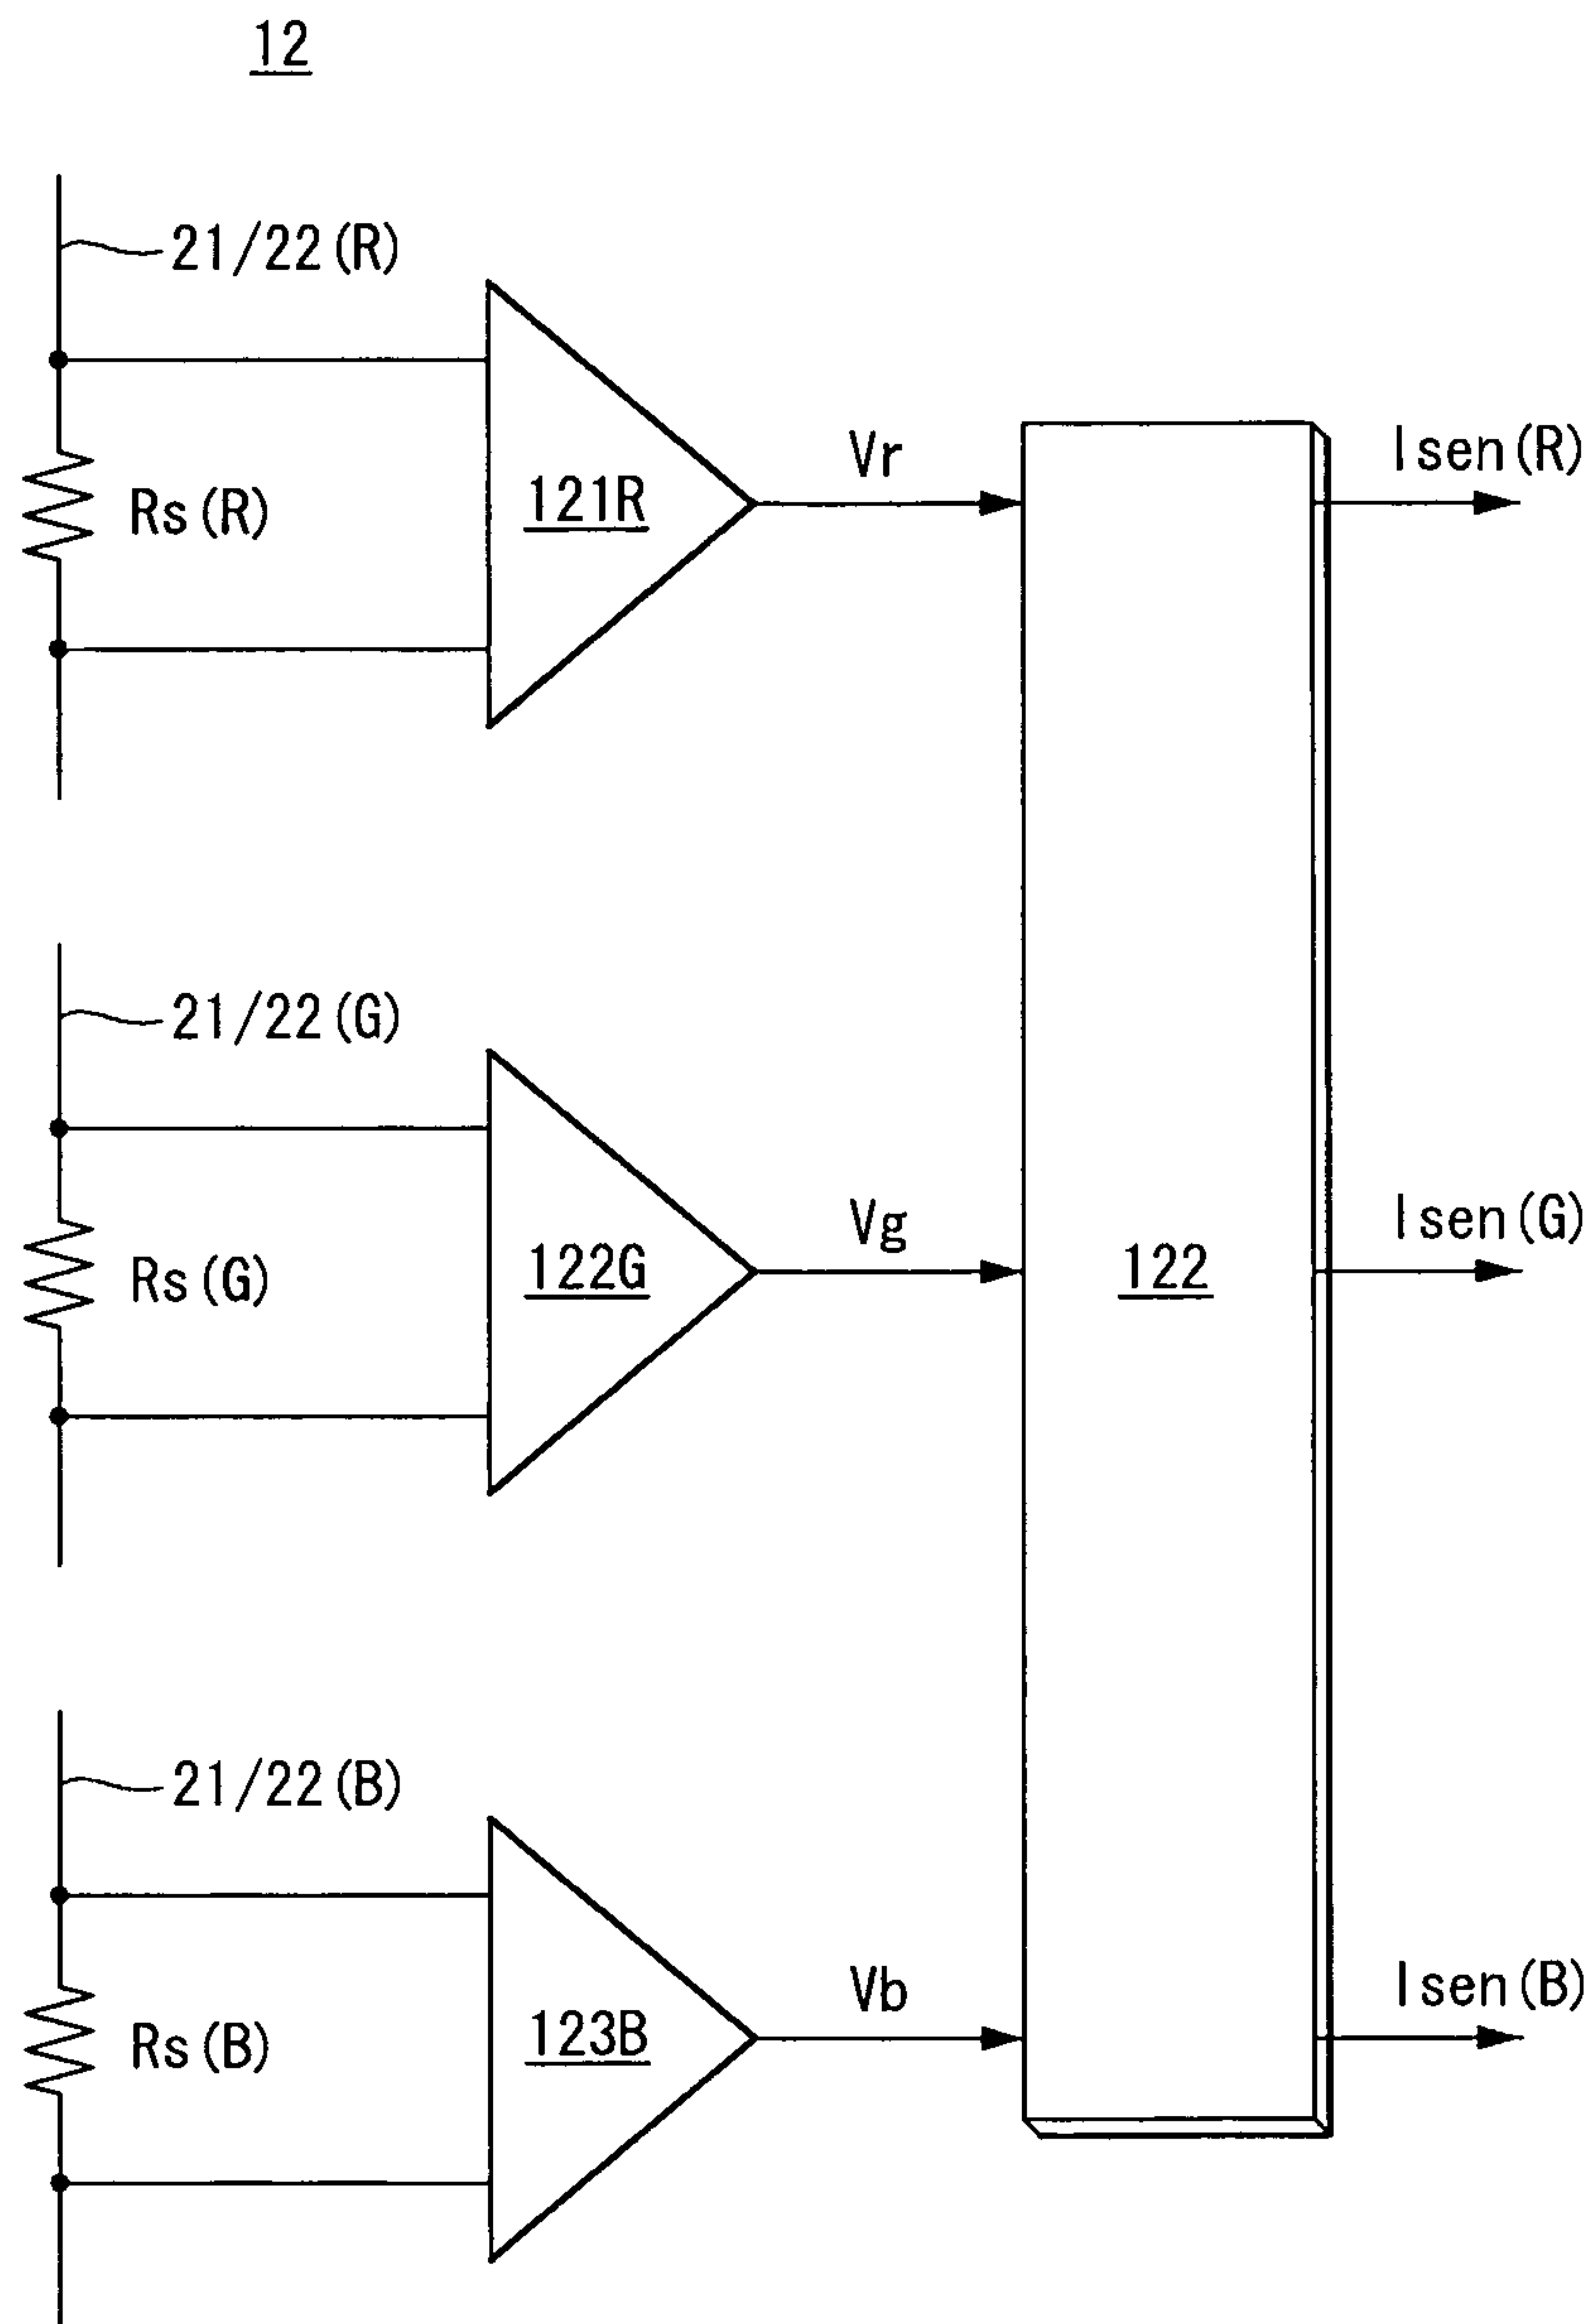 12
21/22(R)
Vr
Isen(R)
Rs(R)
121R
21/22(G)
Vg
Isen(G)
Rs(G)
122G
122
21/22(B)
Vb
Isen(B)
Rs(B)
123B